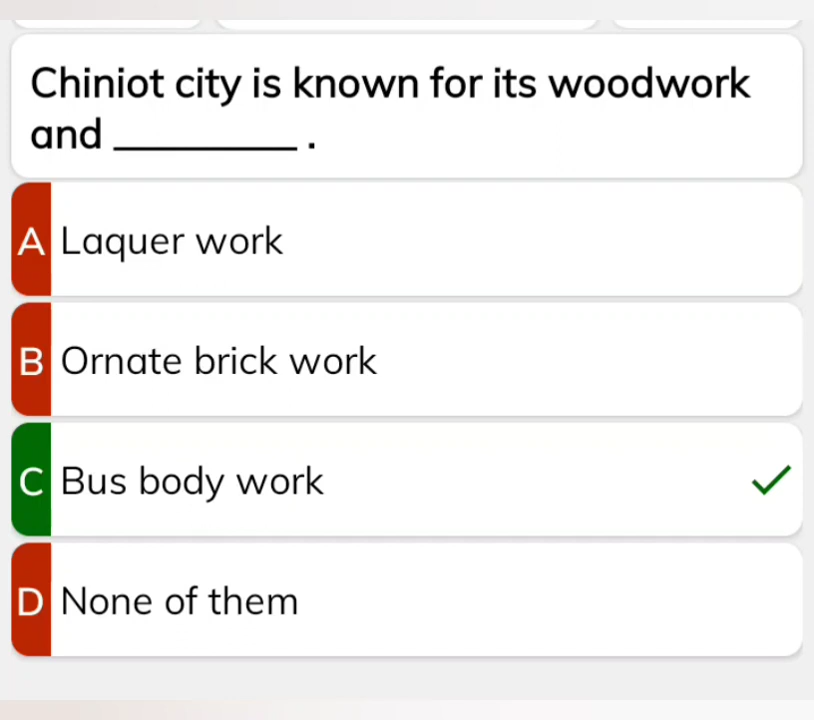 Chiniot city is known for its woodwork
and _________ .
A Laquer work
B Ornate brick work
C Bus body work
D None of them